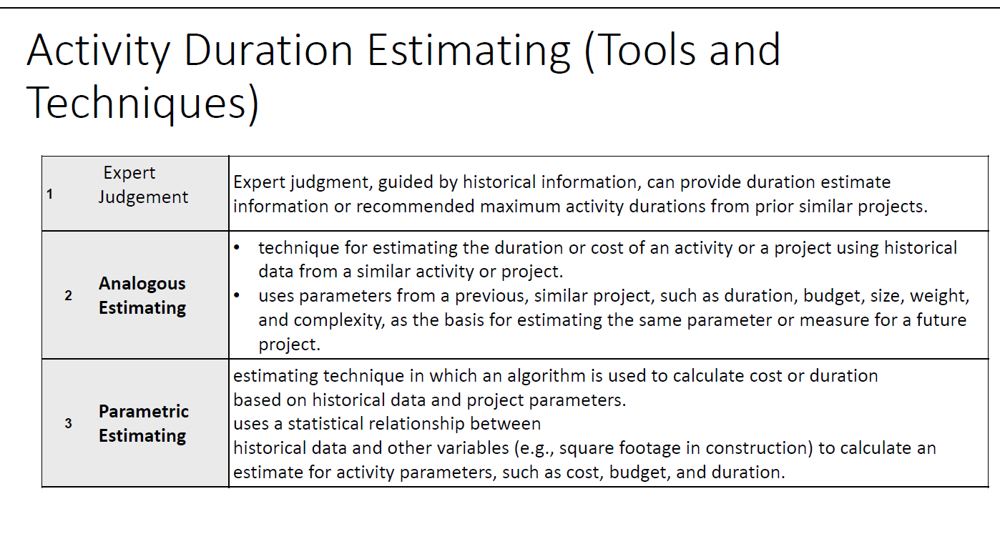 Activity Duration Estimating (Tools and
Techniques)
1
Expert
Judgement
Expert judgment, guided by historical information, can provide duration estimate
information or recommended maximum activity durations from prior similar projects.
2
Analogous
Estimating
• technique for estimating the duration or cost of an activity or a project using historical
data from a similar activity or project.
• uses parameters from a previous, similar project, such as duration, budget, size, weight,
and complexity, as the basis for estimating the same parameter or measure for a future
project.
3
Parametric
Estimating
estimating technique in which an algorithm is used to calculate cost or duration
based on historical data and project parameters.
uses a statistical relationship between
historical data and other variables (e.g., square footage in construction) to calculate an
estimate for activity parameters, such as cost, budget, and duration.